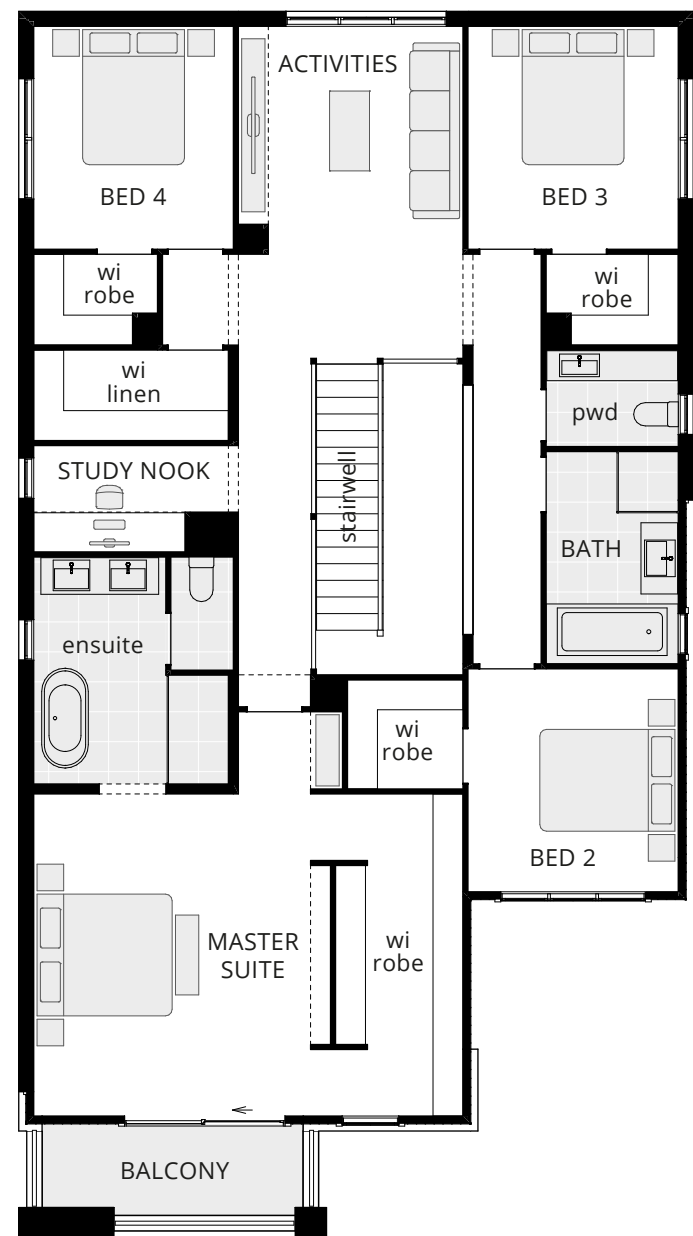 ACTIVITIES
BED 4
BED 3
wi
robe
wi
robe
wi
linen
pwd
STUDY NOOK
stairwell
BATH
ensuite
wi
robe
BED 2
MASTER
SUITE
wi
robe
BALCONY